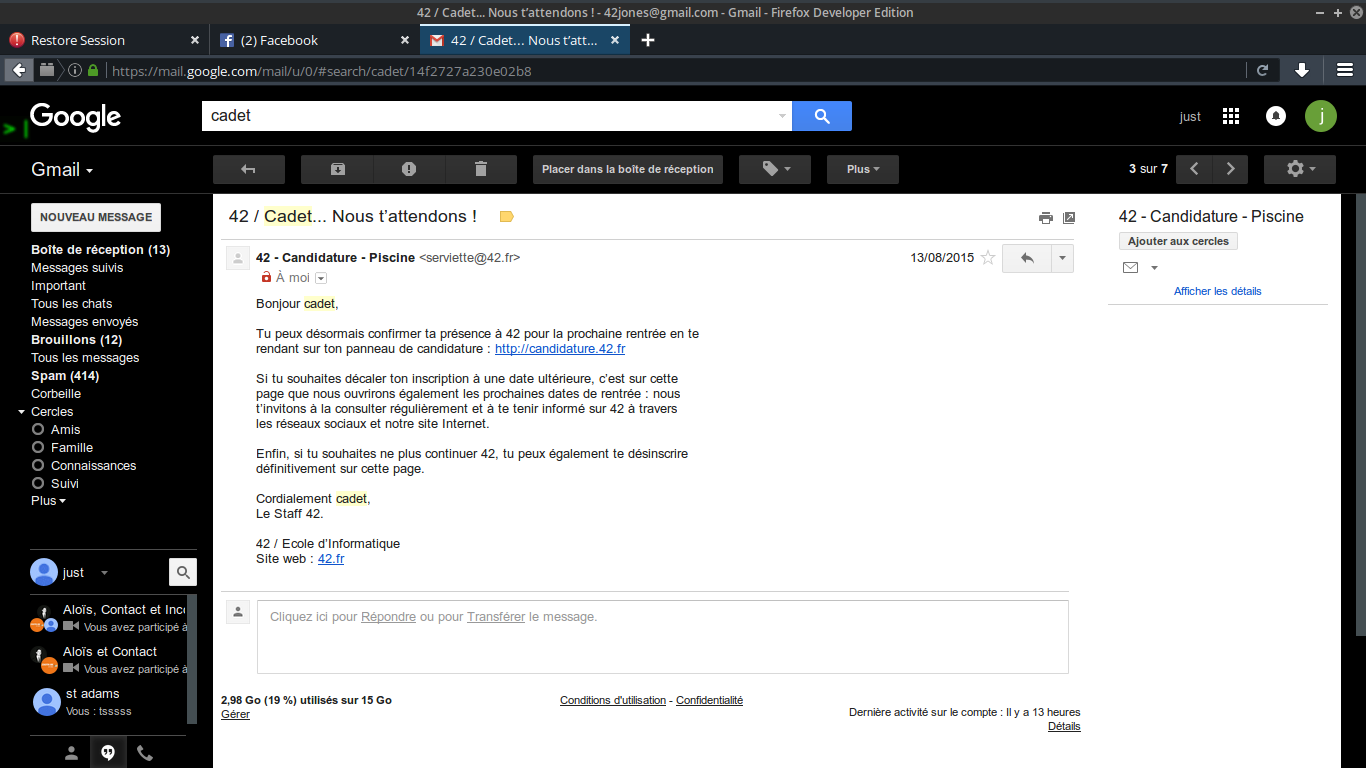 42 / Cadet... Nous t'attendons ! - 42jones@gmail.com - Gmail - Firefox Developer Edition
Restore Session
(2) Facebook
42 / Cadet... Nous t'att...
https://mail.google.com/mail/u/0/#search/cadet/14f2727a230e02b8
> |
Google
cadet
just
j
Gmail
Placer dans la boîte de réception
Plus
3 sur 7
NOUVEAU MESSAGE
Boîte de réception (13)
Messages suivis
Important
Tous les chats
Messages envoyés
Brouillons (12)
Tous les messages
Spam (414)
Corbeille
Cercles
Amis
Famille
Connaissances
Suivi
Plus
just
Aloïs, Contact et Inc
Vous avez participé à
Aloïs et Contact
Vous avez participé à
st adams
Vous : tsssss
42 / Cadet... Nous t'attendons !
42 - Candidature - Piscine <serviette@42.fr>
13/08/2015
À moi
Bonjour cadet,
Tu peux désormais confirmer ta présence à 42 pour la prochaine rentrée en te
rendant sur ton panneau de candidature : http://candidature.42.fr
Si tu souhaites décaler ton inscription à une date ultérieure, c'est sur cette
page que nous ouvrirons également les prochaines dates de rentrée : nous
t'invitons à la consulter régulièrement et à te tenir informé sur 42 à travers
les réseaux sociaux et notre site Internet.
Enfin, si tu souhaites ne plus continuer 42, tu peux également te désinscrire
définitivement sur cette page.
Cordialement cadet,
Le Staff 42.
42 / Ecole d'Informatique
Site web : 42.fr
Cliquez ici pour Répondre ou pour Transférer le message.
2,98 Go (19 %) utilisés sur 15 Go
Gérer
Conditions d'utilisation - Confidentialité
Dernière activité sur le compte : Il y a 13 heures
Détails
42 - Candidature - Piscine
Ajouter aux cercles
Afficher les détails